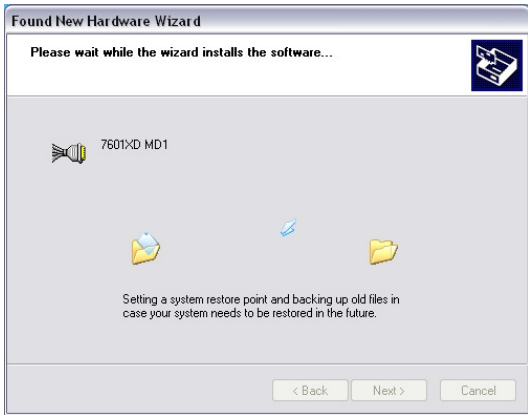 Found New Hardware Wizard
Please wait while the wizard installs the software...
7601XD MD1
Setting a system restore point and backing up old files in
case your system needs to be restored in the future.
< Back
Next >
Cancel